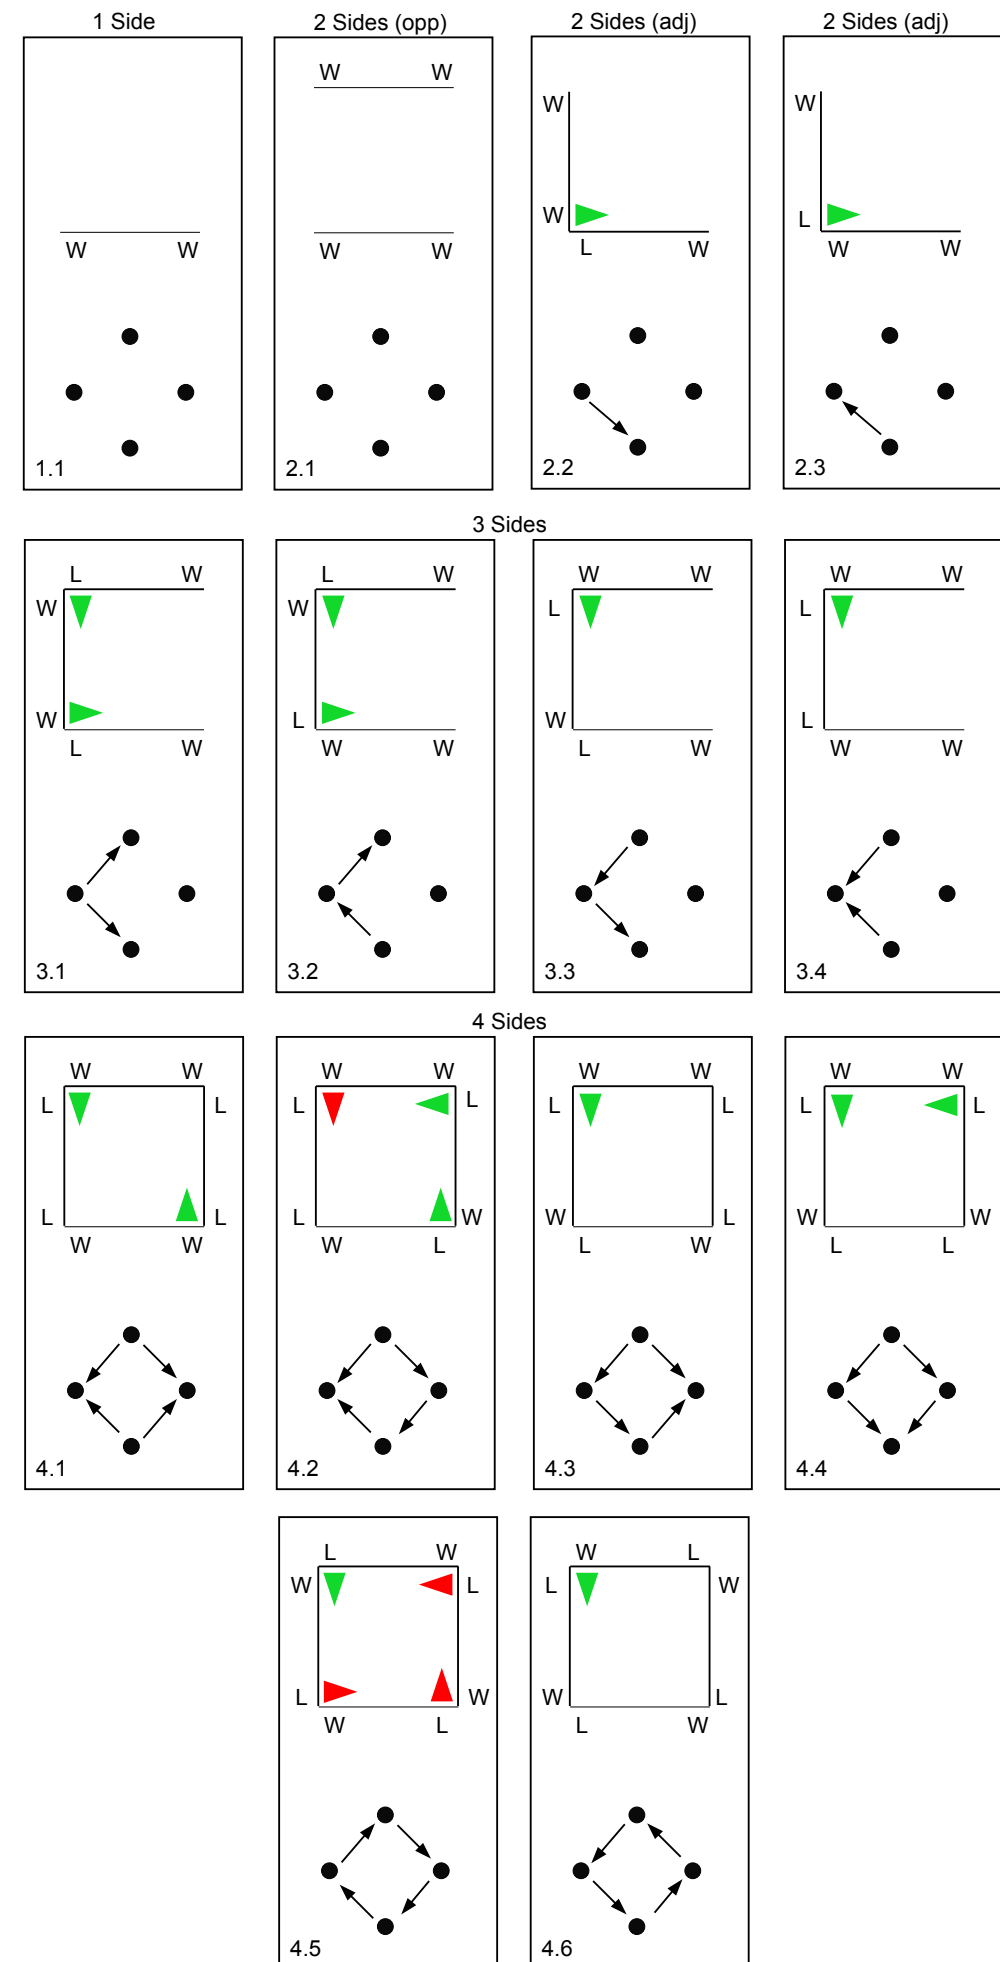 1 Side 2 Sides (opp) 2 Sides (adj) 2 Sides (adj)
W W
W W
W W
W L
L W W W
W W W W
1.1 2.1 2.2 2.3
3 Sides
L W L W W W W W
W W L L
W L W L
L W W W L W W W
3.1 3.2 3.3 3.4
4 Sides
W W W W W W W W
L L L L L L L L
L L L W W L W W
W W W L L W L L
4.1 4.2 4.3 4.4
L W W L
W L L W
L W W L
W L L W
4.5 4.6